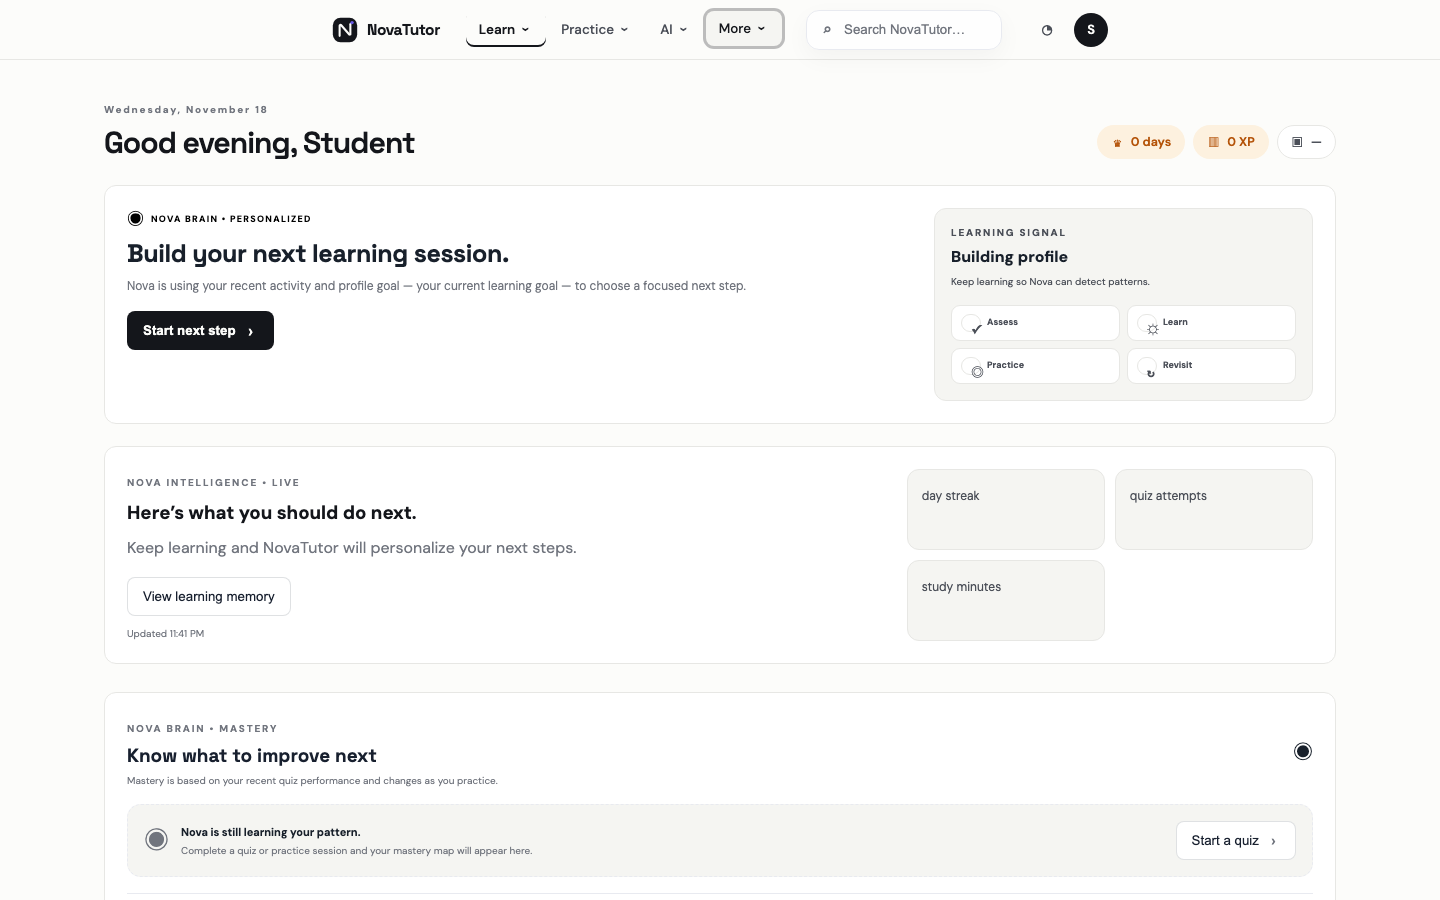 NovaTutor
Learn
Practice
AI
More
Search NovaTutor...
S
Wednesday, November 18
Good evening, Student
0 days
0 XP
—
NOVA BRAIN • PERSONALIZED
Build your next learning session.
Nova is using your recent activity and profile goal — your current learning goal — to choose a focused next step.
Start next step ›
LEARNING SIGNAL
Building profile
Keep learning so Nova can detect patterns.
Assess
Learn
Practice
Revisit
NOVA INTELLIGENCE • LIVE
Here's what you should do next.
Keep learning and NovaTutor will personalize your next steps.
View learning memory
Updated 11:41 PM
day streak
quiz attempts
study minutes
NOVA BRAIN • MASTERY
Know what to improve next
Mastery is based on your recent quiz performance and changes as you practice.
Nova is still learning your pattern.
Complete a quiz or practice session and your mastery map will appear here.
Start a quiz ›